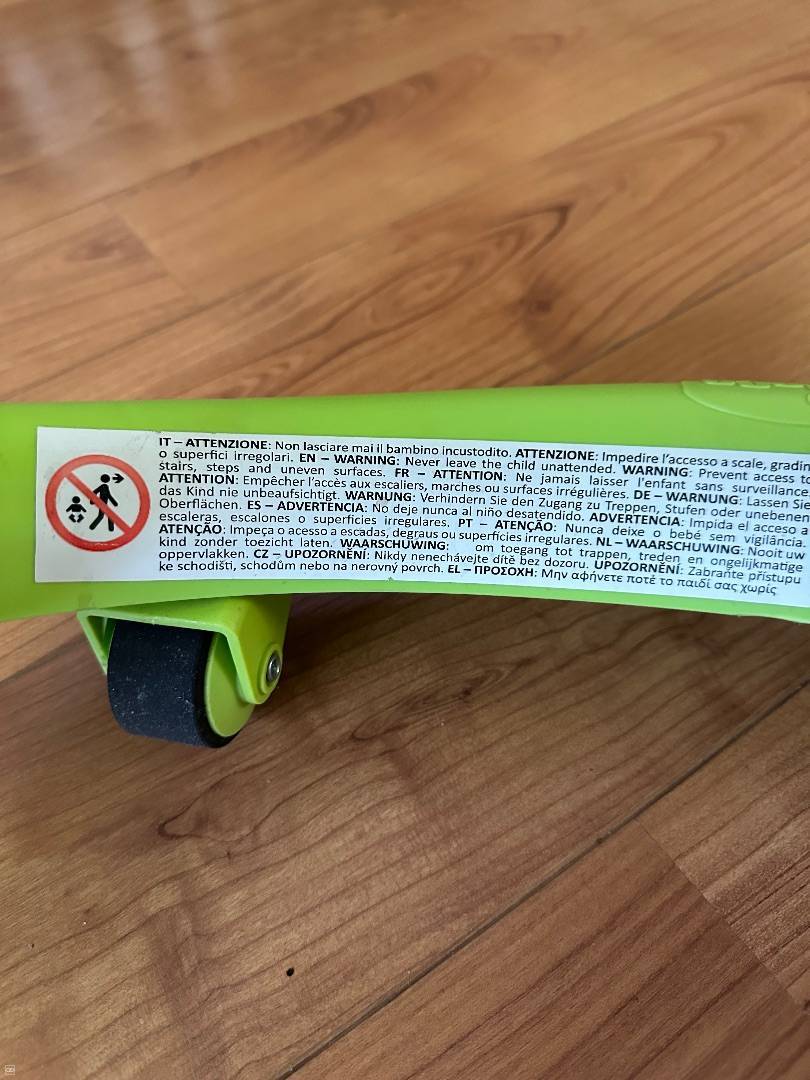 IT – ATTENZIONE: Non lasciare mai il bambino incustodito. ATTENZIONE: Impedire l'accesso a scale, gradin
o superfici irregolari. EN – WARNING: Never leave the child unattended. WARNING: Prevent access to
stairs, steps and uneven surfaces. FR – ATTENTION: Ne jamais laisser l'enfant sans surveillance
ATTENTION: Empêcher l'accès aux escaliers, marches ou surfaces irrégulières. DE – WARNUNG: Lassen Sie
das Kind nie unbeaufsichtigt. WARNUNG: Verhindern Sie den Zugang zu Treppen, Stufen oder unebenen
Oberflächen. ES – ADVERTENCIA: No deje nunca al niño desatendido. ADVERTENCIA: Impida el acceso a
escaleras, escalones o superficies irregulares. PT – ATENÇÃO: Nunca deixe o bebé sem vigilância.
ATENÇÃO: Impeça o acesso a escadas, degraus ou superfícies irregulares. NL – WAARSCHUWING: Nooit uw
kind zonder toezicht laten. WAARSCHUWING: om toegang tot trappen, treden en ongelijkmatige
oppervlakken. CZ – UPOZORNĚNÍ: Nikdy nenechávejte dítě bez dozoru. UPOZORNĚNÍ: Zabraňte přístupu
ke schodišti, schodům nebo na nerovný povrch. EL – ΠΡΟΣΟΧΗ: Μην αφήνετε ποτέ το παιδί σας χωρίς